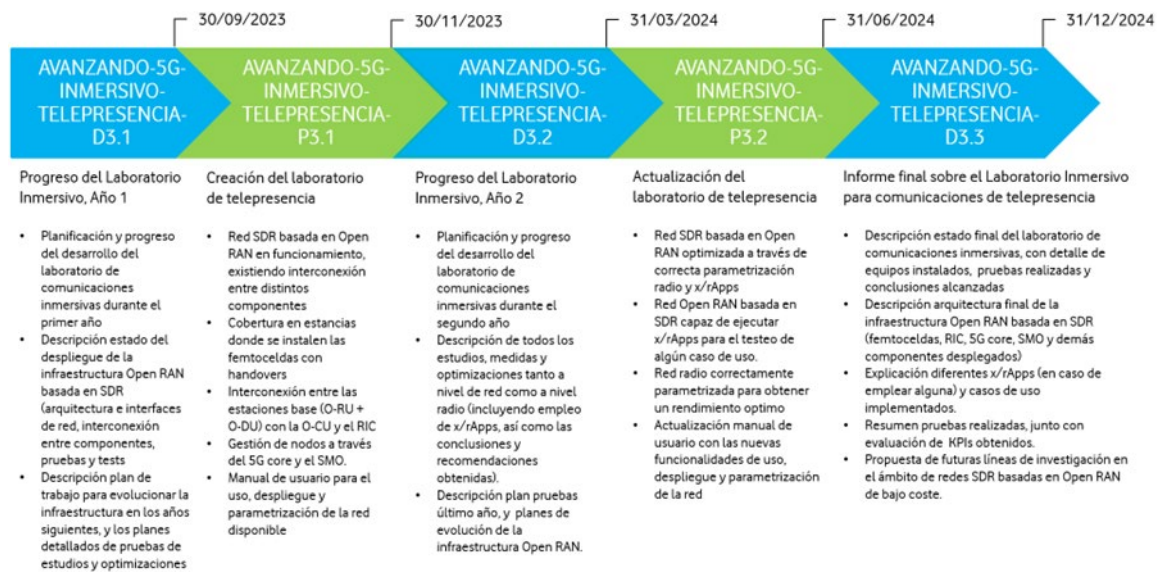 30/09/2023
30/11/2023
31/03/2024
31/06/2024
31/12/2024
AVANZANDO-5G-
INMERSIVO-
TELEPRESENCIA-
D3.1
AVANZANDO-5G-
INMERSIVO-
TELEPRESENCIA-
P3.1
AVANZANDO-5G-
INMERSIVO-
TELEPRESENCIA-
D3.2
AVANZANDO-5G-
INMERSIVO-
TELEPRESENCIA-
P3.2
AVANZANDO-5G-
INMERSIVO-
TELEPRESENCIA-
D3.3
Progreso del Laboratorio
Inmersivo, Año 1
• Planificación y progreso
del desarrollo del
laboratorio de
comunicaciones
inmersivas durante el
primer año
• Descripción estado del
despliegue de la
infraestructura Open RAN
basada en SDR
(arquitectura e interfaces
de red, interconexión
entre componentes,
pruebas y tests
• Descripción plan de
trabajo para evolucionar la
infraestructura en los años
siguientes, y los planes
detallados de pruebas de
estudios y optimizaciones
Creación del laboratorio
de telepresencia
• Red SDR basada en Open
RAN en funcionamiento,
existiendo interconexión
entre distintos
componentes
• Cobertura en estancias
donde se instalen las
femtoceldas con
handovers
• Interconexión entre las
estaciones base (O-RU +
O-DU) con la O-CU y el RIC
• Gestión de nodos a través
del 5G core y el SMO.
• Manual de usuario para el
uso, despliegue y
parametrización de la red
disponible
Progreso del Laboratorio
Inmersivo, Año 2
• Planificación y progreso
del desarrollo del
laboratorio de
comunicaciones
inmersivas durante el
segundo año
• Descripción de todos los
estudios, medidas y
optimizaciones tanto a
nivel de red como a nivel
radio (incluyendo empleo
de x/rApps, así como las
conclusiones y
recomendaciones
obtenidas).
• Descripción plan pruebas
último año, y planes de
evolución de la
infraestructura Open RAN.
Actualización del
laboratorio de telepresencia
• Red SDR basada en Open
RAN optimizada a través de
correcta parametrización
radio y x/rApps
• Red Open RAN basada en
SDR capaz de ejecutar
x/rApps para el testeo de
algún caso de uso.
• Red radio correctamente
parametrizada para obtener
un rendimiento optimo
• Actualización manual de
usuario con las nuevas
funcionalidades de uso,
despliegue y parametrización
de la red
Informe final sobre el Laboratorio Inmersivo
para comunicaciones de telepresencia
• Descripción estado final del laboratorio de
comunicaciones inmersivas, con detalle de
equipos instalados, pruebas realizadas y
conclusiones alcanzadas
• Descripción arquitectura final de la
infraestructura Open RAN basada en SDR
(femtoceldas, RIC, 5G core, SMO y demás
componentes desplegados)
• Explicación diferentes x/rApps (en caso de
emplear alguna) y casos de uso
implementados.
• Resumen pruebas realizadas, junto con
evaluación de KPIs obtenidos.
• Propuesta de futuras líneas de investigación en
el ámbito de redes SDR basadas en Open RAN
de bajo coste.